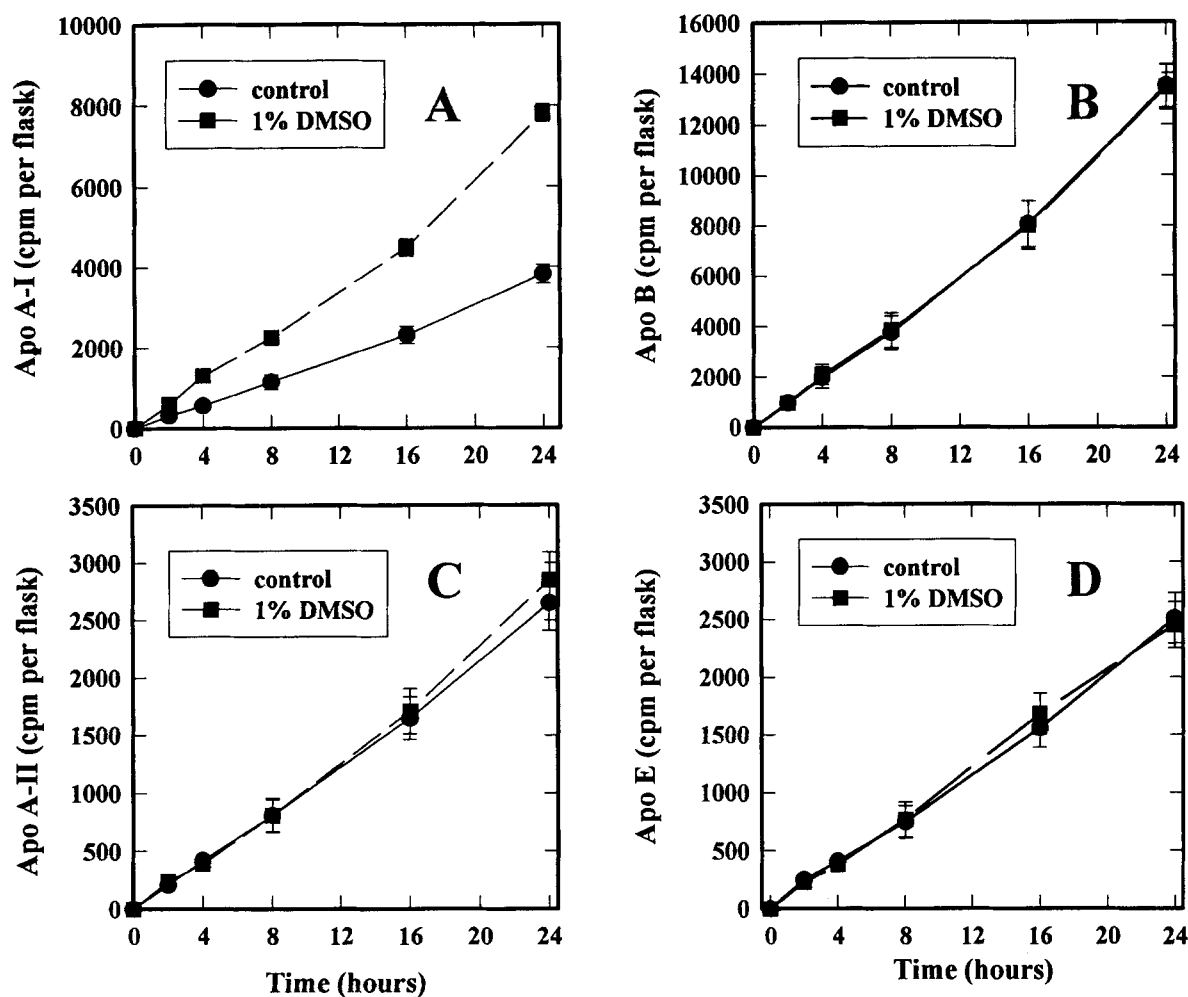 Apo A-I (cpm per flask)
10000
8000
6000
4000
2000
0
control
1% DMSO
A
0 4 8 12 16 20 24
Apo B (cpm per flask)
16000
14000
12000
10000
8000
6000
4000
2000
0
control
1% DMSO
B
0 4 8 12 16 20 24
Apo A-II (cpm per flask)
3500
3000
2500
2000
1500
1000
500
0
control
1% DMSO
C
0 4 8 12 16 20 24
Time (hours)
Apo E (cpm per flask)
3500
3000
2500
2000
1500
1000
500
0
control
1% DMSO
D
0 4 8 12 16 20 24
Time (hours)